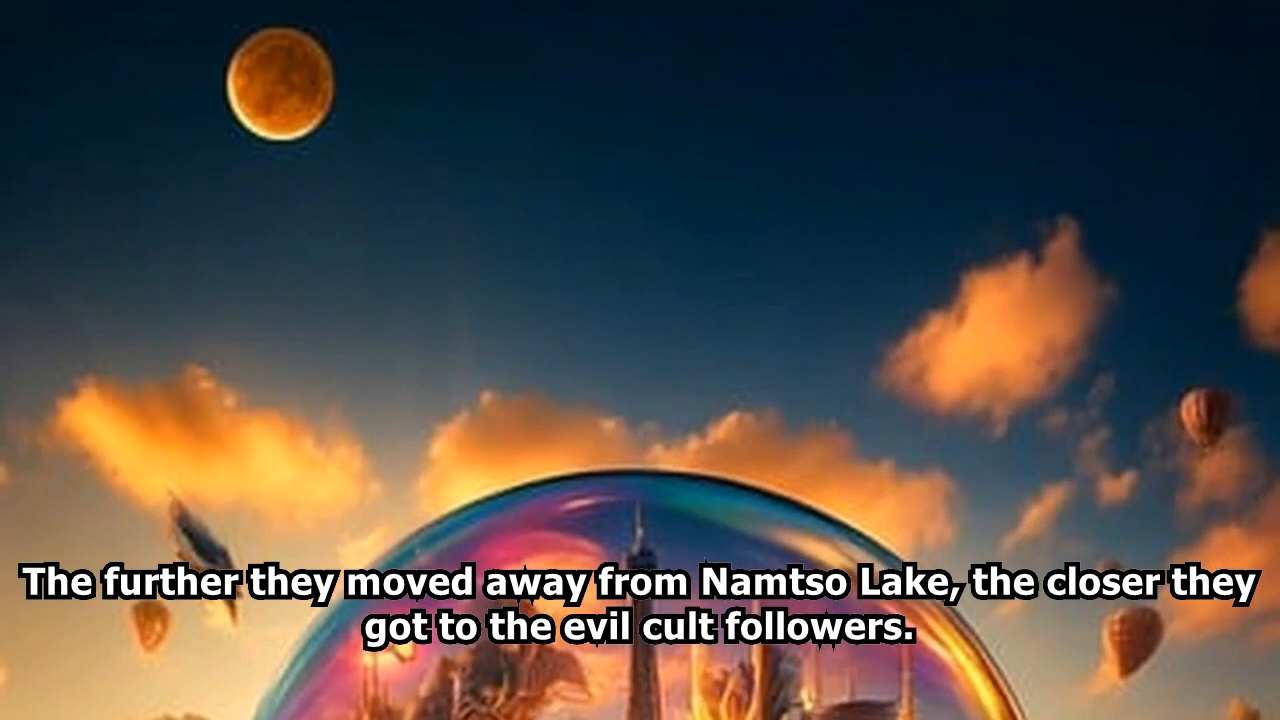 The further they moved away from Namtso Lake, the closer they
got to the evil cult followers.